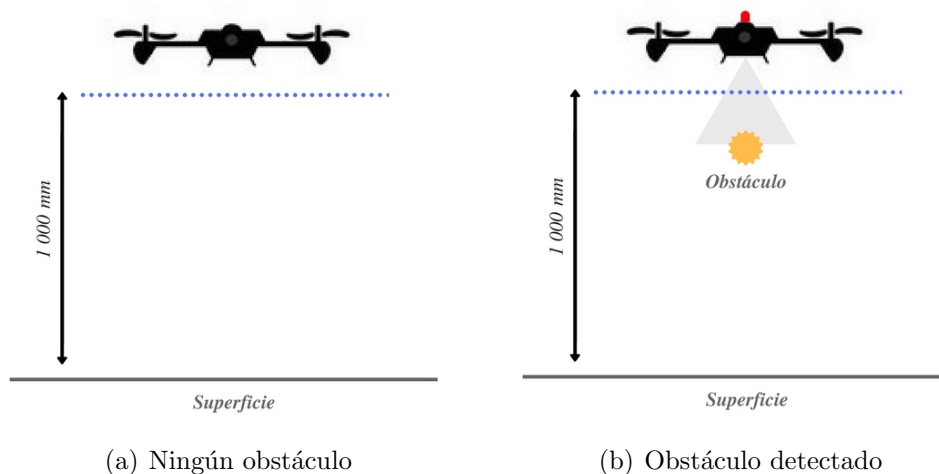 1 000 mm
Superficie
(a) Ningún obstáculo
1 000 mm
Obstáculo
Superficie
(b) Obstáculo detectado